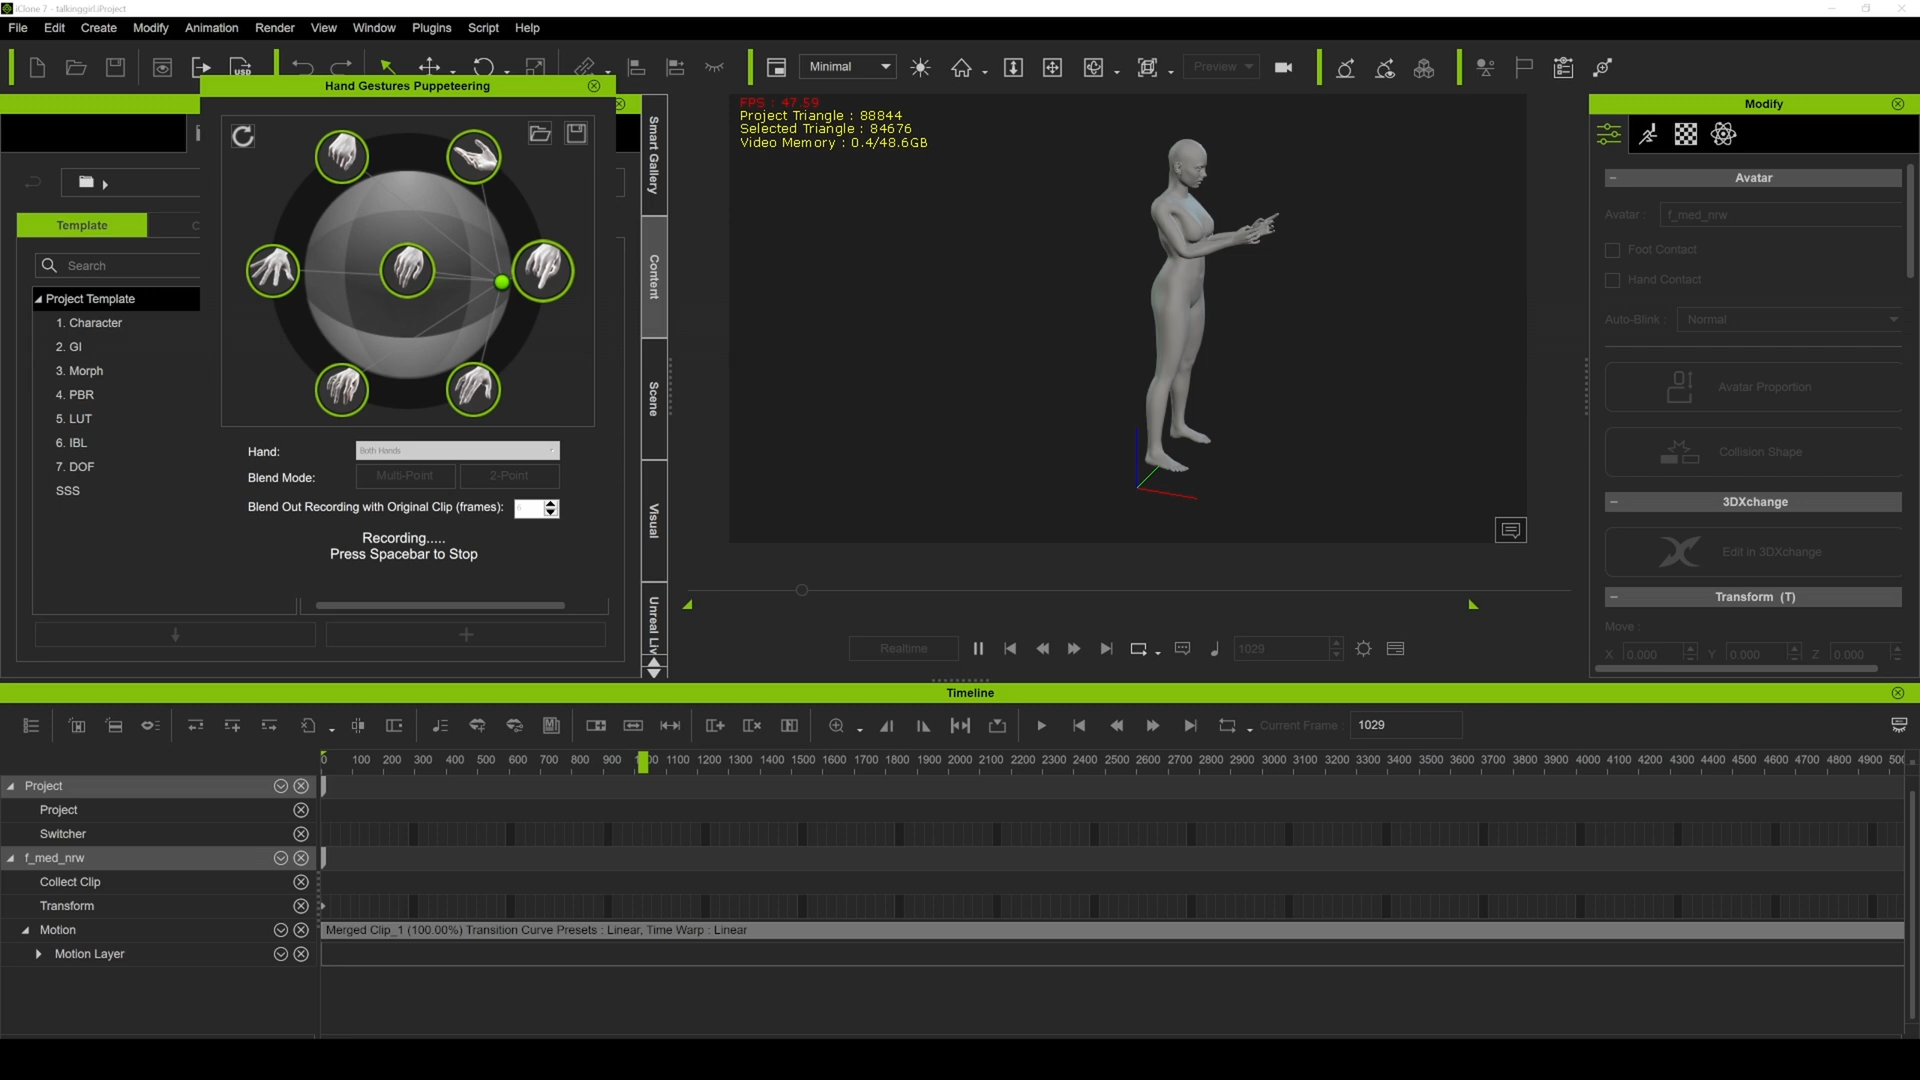 iClone 7 - talkinggirl.iProject
File Edit Create Modify Animation Render View Window Plugins Script Help
USD
Minimal
Preview
Hand Gestures Puppeteering
Modify
FPS : 47.59
Project Triangle : 88844
Selected Triangle : 84676
Video Memory : 0.4/48.6GB
Smart Gallery
Content
Scene
Visual
Unreal Liv
Template
C
Search
Project Template
1. Character
2. GI
3. Morph
4. PBR
5. LUT
6. IBL
7. DOF
SSS
Hand:
Both Hands
Blend Mode:
Multi-Point
2-Point
Blend Out Recording with Original Clip (frames):
6
Recording.....
Press Spacebar to Stop
Avatar
Avatar : f_med_nrw
Foot Contact
Hand Contact
Auto-Blink : Normal
Avatar Proportion
Collision Shape
3DXchange
Edit in 3DXchange
Transform (T)
Move :
X 0.000 Y 0.000 Z 0.000
Realtime
1029
Timeline
Current Frame : 1029
0 100 200 300 400 500 600 700 800 900 1100 1200 1300 1400 1500 1600 1700 1800 1900 2000 2100 2200 2300 2400 2500 2600 2700 2800 2900 3000 3100 3200 3300 3400 3500 3600 3700 3800 3900 4000 4100 4200 4300 4400 4500 4600 4700 4800 4900
Project
Project
Switcher
f_med_nrw
Collect Clip
Transform
Motion
Merged Clip_1 (100.00%) Transition Curve Presets : Linear, Time Warp : Linear
Motion Layer